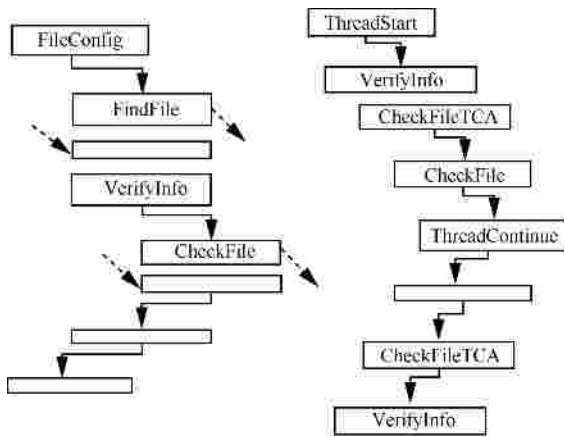 FileConfig
FindFile
VerifyInfo
CheckFile
ThreadStart
VerifyInfo
CheckFileTCA
CheckFile
ThreadContinue
CheckFileTCA
VerifyInfo